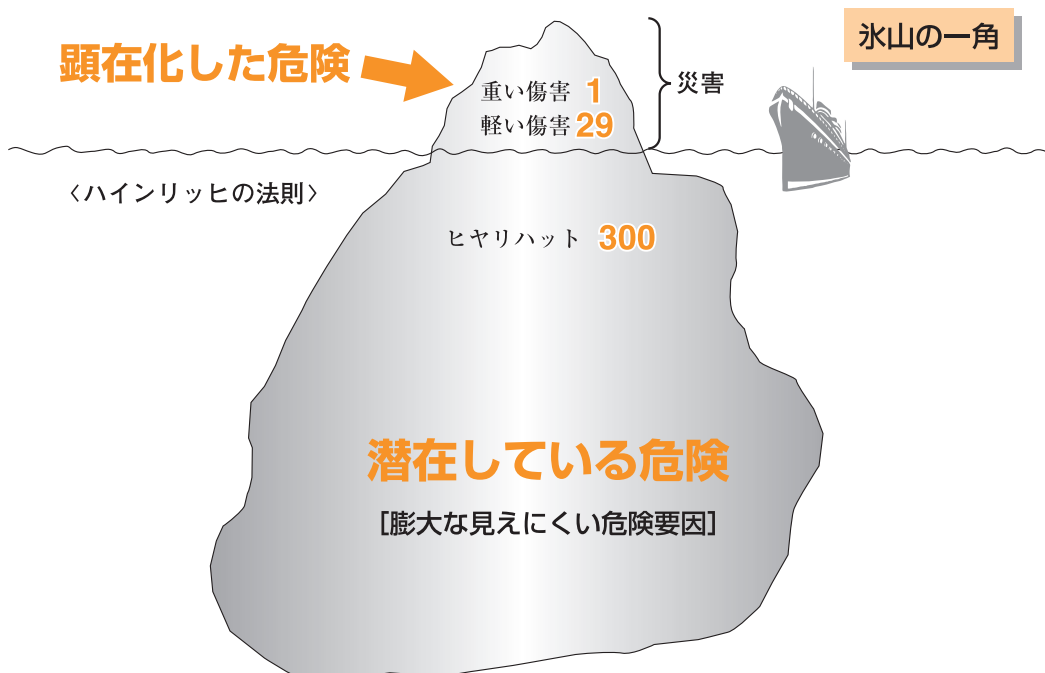 氷山の一角
顕在化した危険
重い傷害 1
軽い傷害 29
災害
〈ハインリッヒの法則〉
ヒヤリハット 300
潜在している危険
[膨大な見えにくい危険要因]